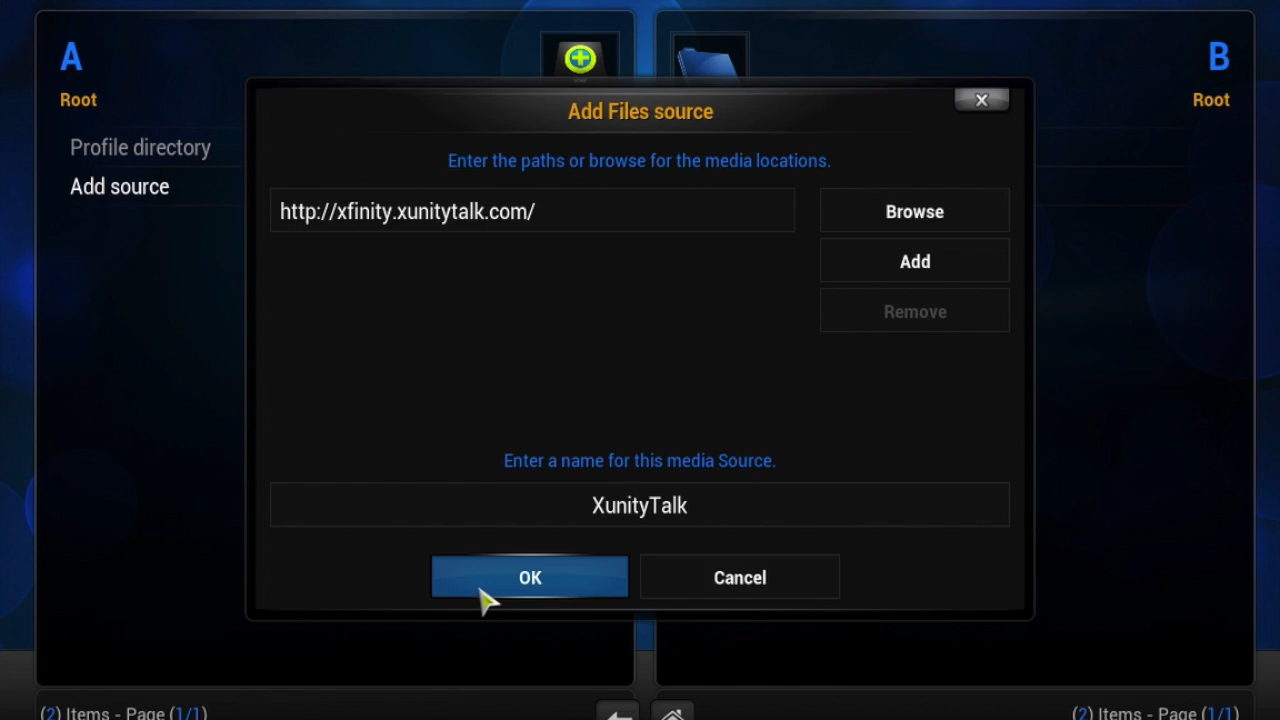 A
B
Root
Root
Add Files source
X
Profile directory
Enter the paths or browse for the media locations.
Add source
http://xfinity.xunitytalk.com/
Browse
Add
Remove
Enter a name for this media Source.
XunityTalk
OK
Cancel
(2) Items - Page (1/1)
(2) Items - Page (1/1)